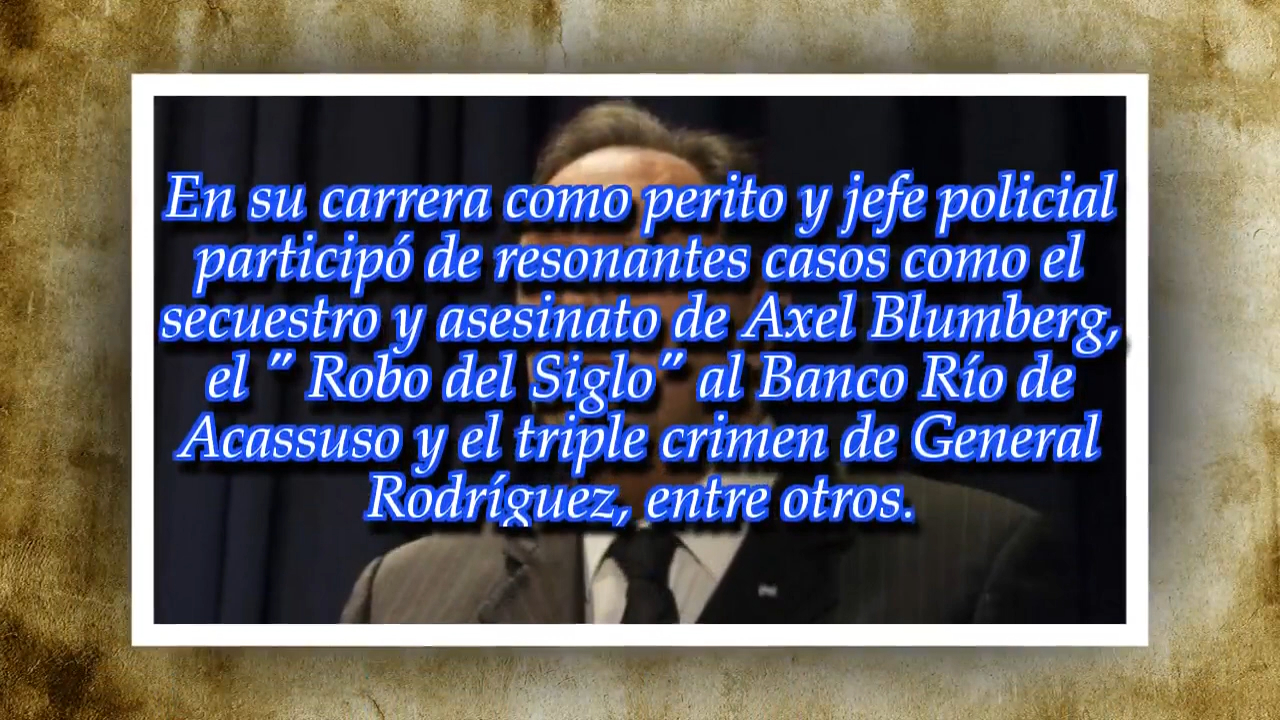 En su carrera como perito y jefe policial
participó de resonantes casos como el
secuestro y asesinato de Axel Blumberg,
el " Robo del Siglo" al Banco Río de
Acassuso y el triple crimen de General
Rodríguez, entre otros.